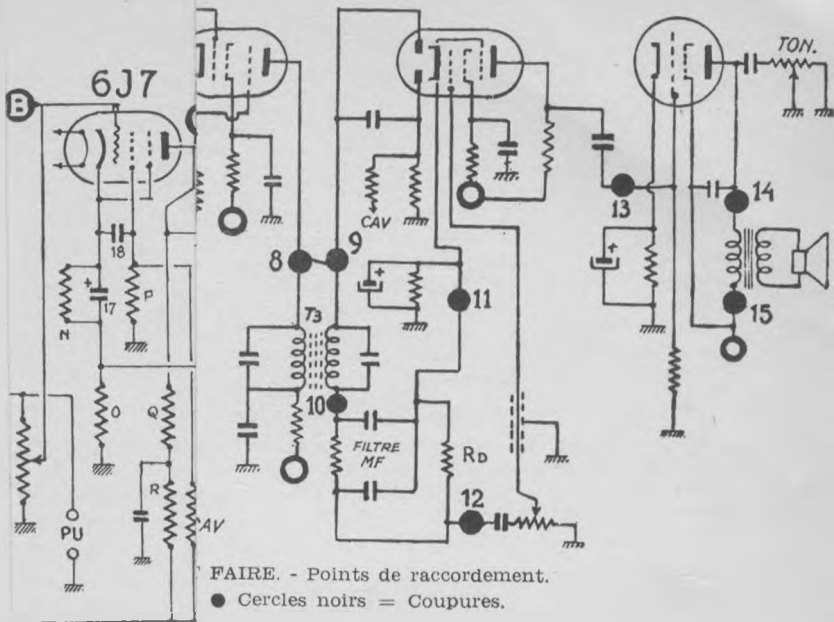 6J7
B
18
17
N
P
O
Q
R
PU
AV
8
9
CAV
T3
10
FILTRE
MF
11
RD
12
13
TON.
14
15
FAIRE. - Points de raccordement.
Cercles noirs = Coupures.